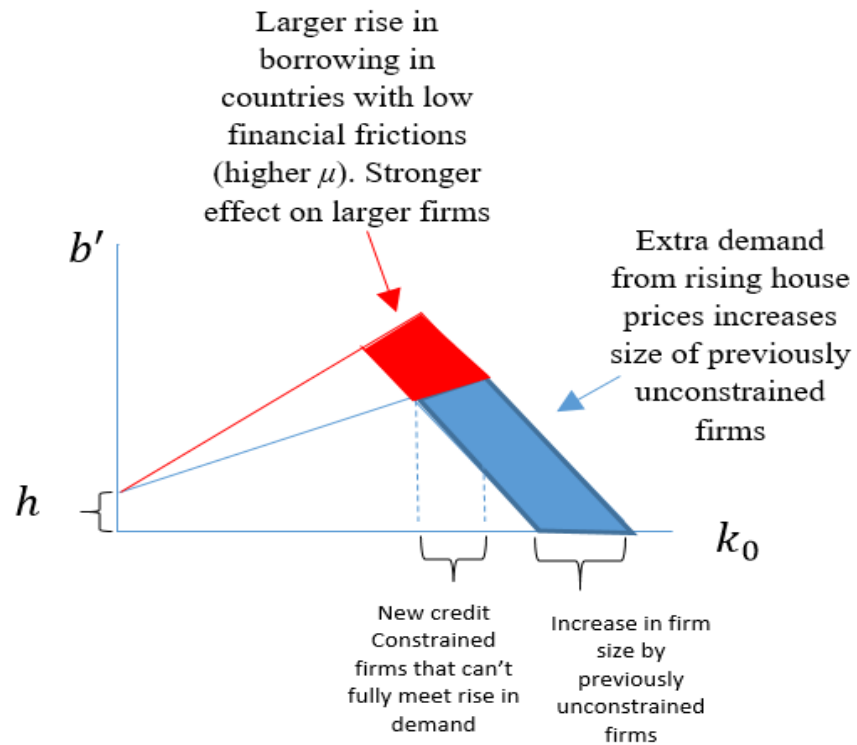 Larger rise in
borrowing in
countries with low
financial frictions
(higher μ). Stronger
effect on larger firms
b′
Extra demand
from rising house
prices increases
size of previously
unconstrained
firms
h
k₀
New credit
Constrained
firms that can't
fully meet rise in
demand
Increase in firm
size by
previously
unconstrained
firms